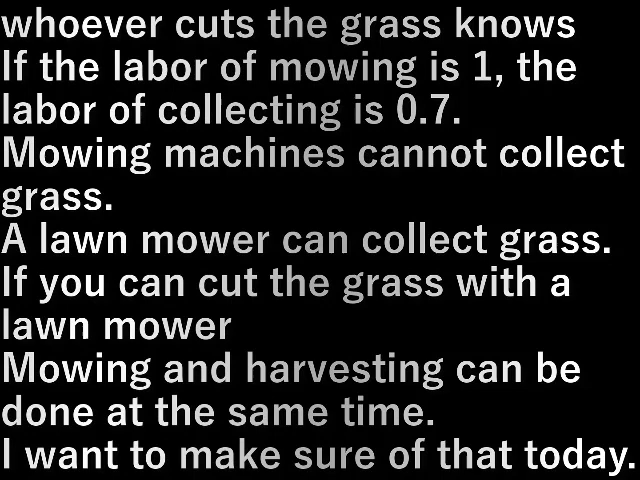 whoever cuts the grass knows
If the labor of mowing is 1, the
labor of collecting is 0.7.
Mowing machines cannot collect
grass.
A lawn mower can collect grass.
If you can cut the grass with a
lawn mower
Mowing and harvesting can be
done at the same time.
I want to make sure of that today.